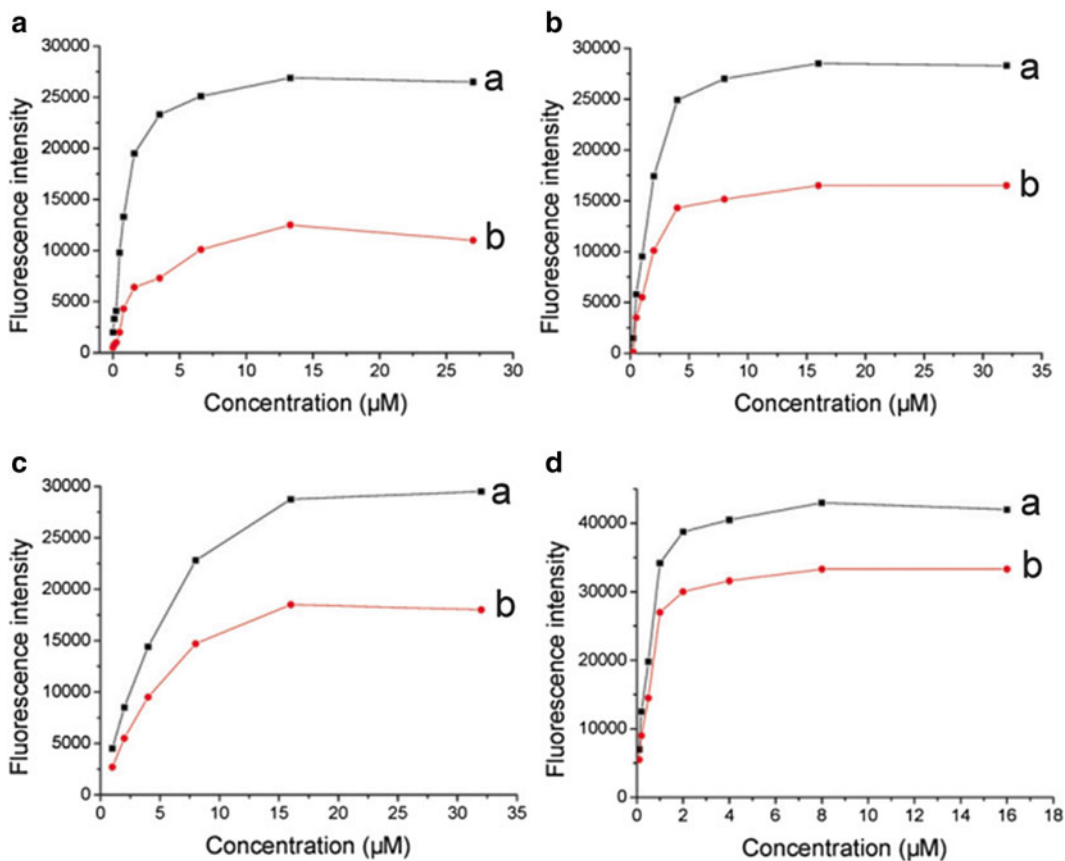 a
30000
25000
20000
15000
10000
5000
0
0 5 10 15 20 25 30
Fluorescence intensity
Concentration (µM)
a
b
b
30000
25000
20000
15000
10000
5000
0
0 5 10 15 20 25 30 35
Fluorescence intensity
Concentration (µM)
a
b
c
30000
25000
20000
15000
10000
5000
0
0 5 10 15 20 25 30 35
Fluorescence intensity
Concentration (µM)
a
b
d
40000
30000
20000
10000
0
0 2 4 6 8 10 12 14 16 18
Fluorescence intensity
Concentration (µM)
a
b